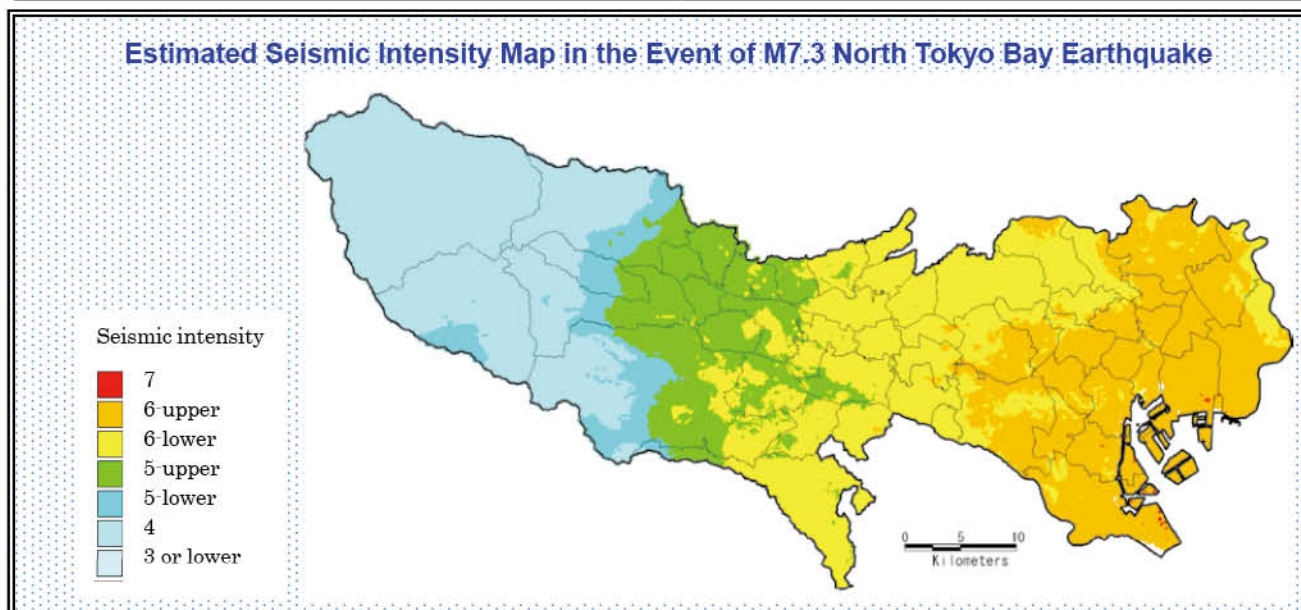 Estimated Seismic Intensity Map in the Event of M7.3 North Tokyo Bay Earthquake
Seismic intensity
7
6-upper
6-lower
5-upper
5-lower
4
3 or lower
0 5 10
Kilometers